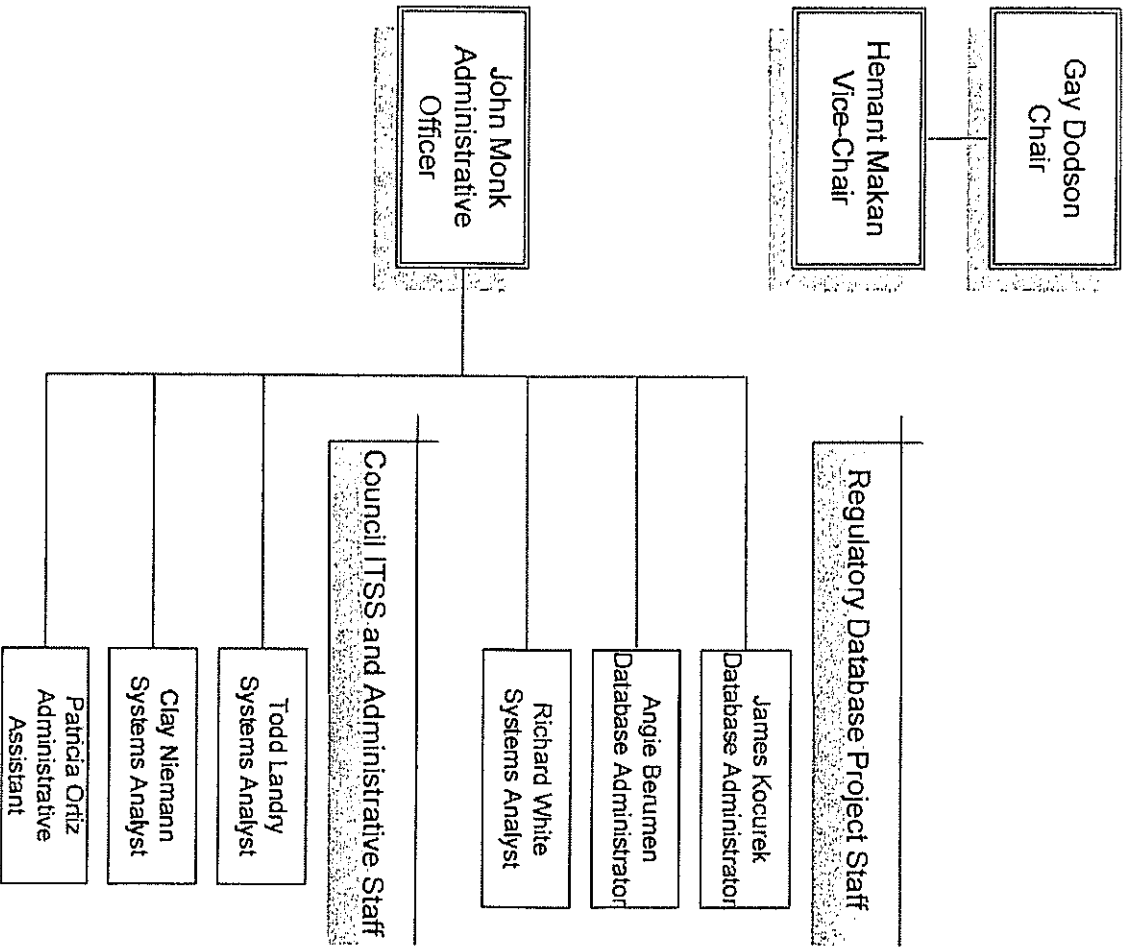 Gay Dodson
Chair
Hemant Makan
Vice-Chair
John Monk
Administrative
Officer
Regulatory Database Project Staff
James Kocurek
Database Administrator
Angie Berumen
Database Administrator
Richard White
Systems Analyst
Council ITSS and Administrative Staff
Todd Landry
Systems Analyst
Clay Niemann
Systems Analyst
Patricia Ortiz
Administrative
Assistant